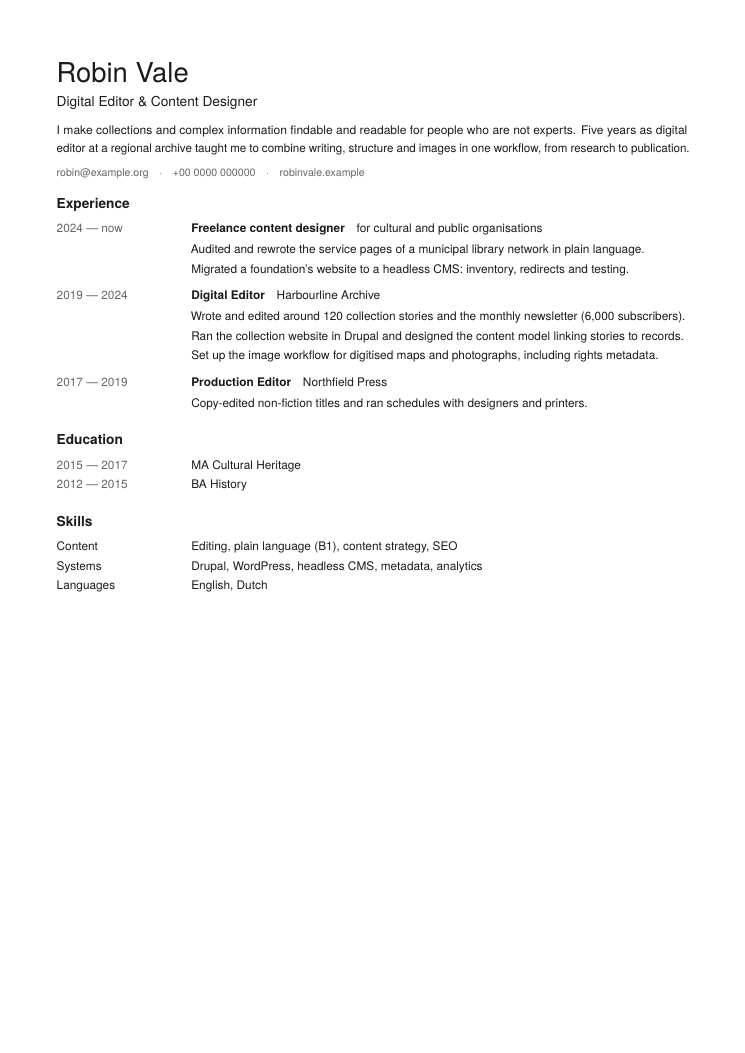 Robin Vale
Digital Editor & Content Designer
I make collections and complex information findable and readable for people who are not experts. Five years as digital
editor at a regional archive taught me to combine writing, structure and images in one workflow, from research to publication.
robin@example.org · +00 0000 000000 · robinvale.example
Experience
2024 — now Freelance content designer for cultural and public organisations
Audited and rewrote the service pages of a municipal library network in plain language.
Migrated a foundation’s website to a headless CMS: inventory, redirects and testing.
2019 — 2024 Digital Editor Harbourline Archive
Wrote and edited around 120 collection stories and the monthly newsletter (6,000 subscribers).
Ran the collection website in Drupal and designed the content model linking stories to records.
Set up the image workflow for digitised maps and photographs, including rights metadata.
2017 — 2019 Production Editor Northfield Press
Copy-edited non-fiction titles and ran schedules with designers and printers.
Education
2015 — 2017 MA Cultural Heritage
2012 — 2015 BA History
Skills
Content Editing, plain language (B1), content strategy, SEO
Systems Drupal, WordPress, headless CMS, metadata, analytics
Languages English, Dutch